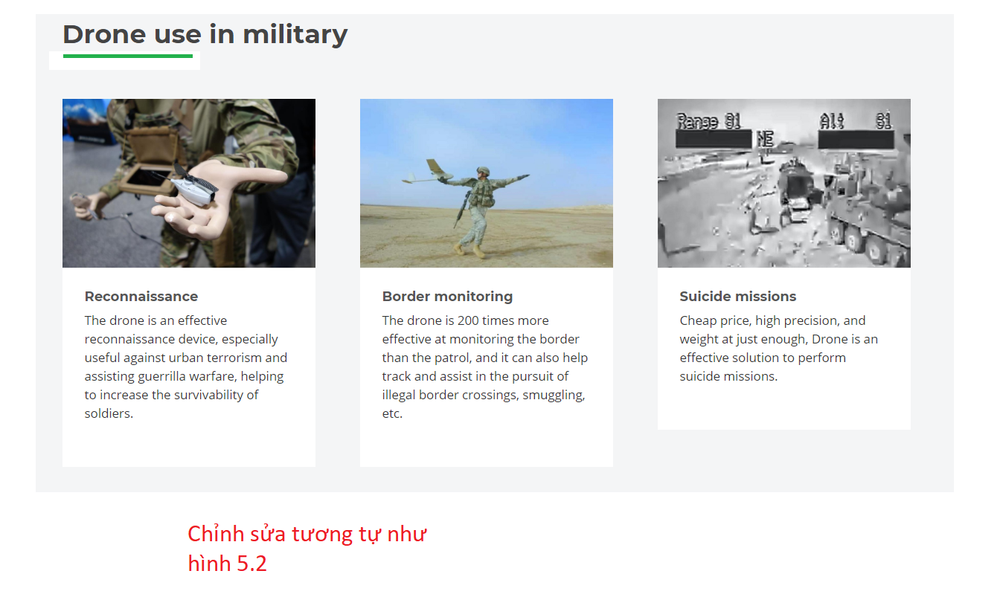 Drone use in military
Range 81
NE
Alt 81
Reconnaissance
The drone is an effective
reconnaissance device, especially
useful against urban terrorism and
assisting guerrilla warfare, helping
to increase the survivability of
soldiers.
Border monitoring
The drone is 200 times more
effective at monitoring the border
than the patrol, and it can also help
track and assist in the pursuit of
illegal border crossings, smuggling,
etc.
Suicide missions
Cheap price, high precision, and
weight at just enough, Drone is an
effective solution to perform
suicide missions.
Chỉnh sửa tương tự như
hình 5.2